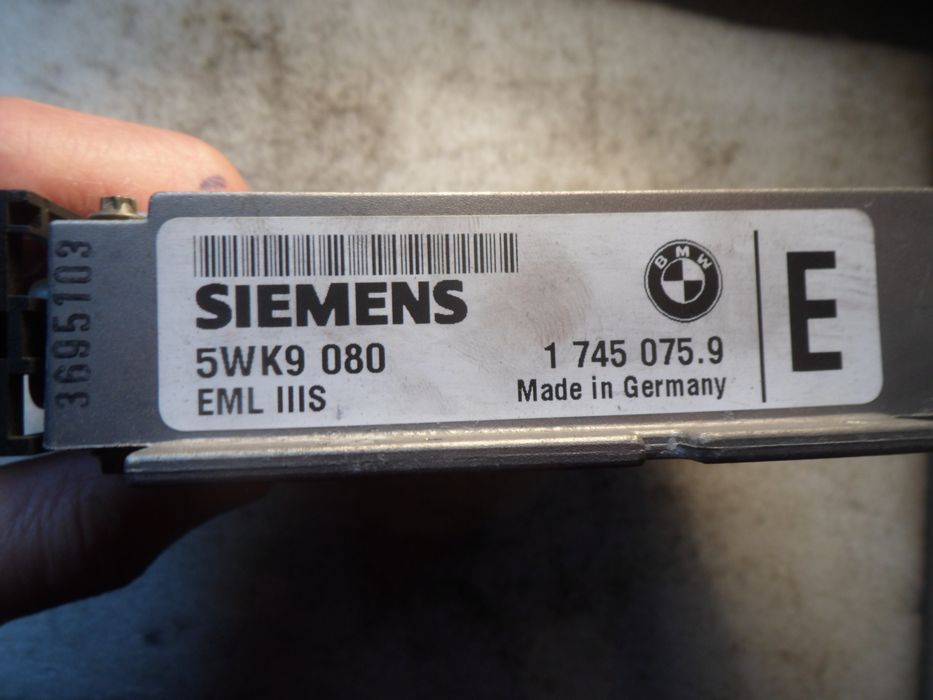 3695103
SIEMENS
5WK9 080
EML IIIS
BMW
1 745 075.9
Made in Germany
E